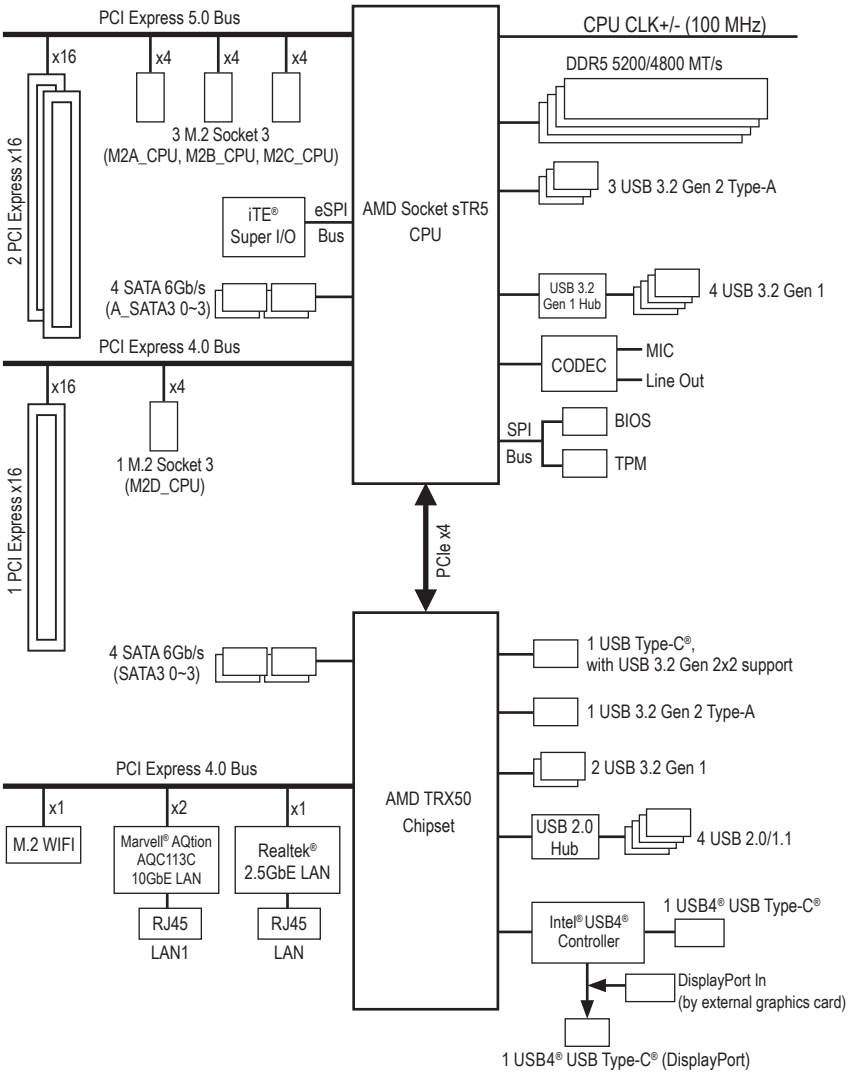 PCI Express 5.0 Bus
CPU CLK+/- (100 MHz)
x16
x4
x4
x4
DDR5 5200/4800 MT/s
2 PCI Express x16
3 M.2 Socket 3
(M2A_CPU, M2B_CPU, M2C_CPU)
3 USB 3.2 Gen 2 Type-A
iTE®
Super I/O
eSPI
Bus
AMD Socket sTR5
CPU
4 SATA 6Gb/s
(A_SATA3 0~3)
USB 3.2
Gen 1 Hub
4 USB 3.2 Gen 1
PCI Express 4.0 Bus
CODEC
MIC
Line Out
x16
x4
1 PCI Express x16
1 M.2 Socket 3
(M2D_CPU)
SPI
Bus
BIOS
TPM
PCIe x4
4 SATA 6Gb/s
(SATA3 0~3)
1 USB Type-C®,
with USB 3.2 Gen 2x2 support
1 USB 3.2 Gen 2 Type-A
PCI Express 4.0 Bus
2 USB 3.2 Gen 1
AMD TRX50
Chipset
x1
x2
x1
M.2 WIFI
Marvell® AQtion
AQC113C
10GbE LAN
Realtek®
2.5GbE LAN
USB 2.0
Hub
4 USB 2.0/1.1
RJ45
RJ45
LAN1
LAN
Intel® USB4®
Controller
1 USB4® USB Type-C®
DisplayPort In
(by external graphics card)
1 USB4® USB Type-C® (DisplayPort)